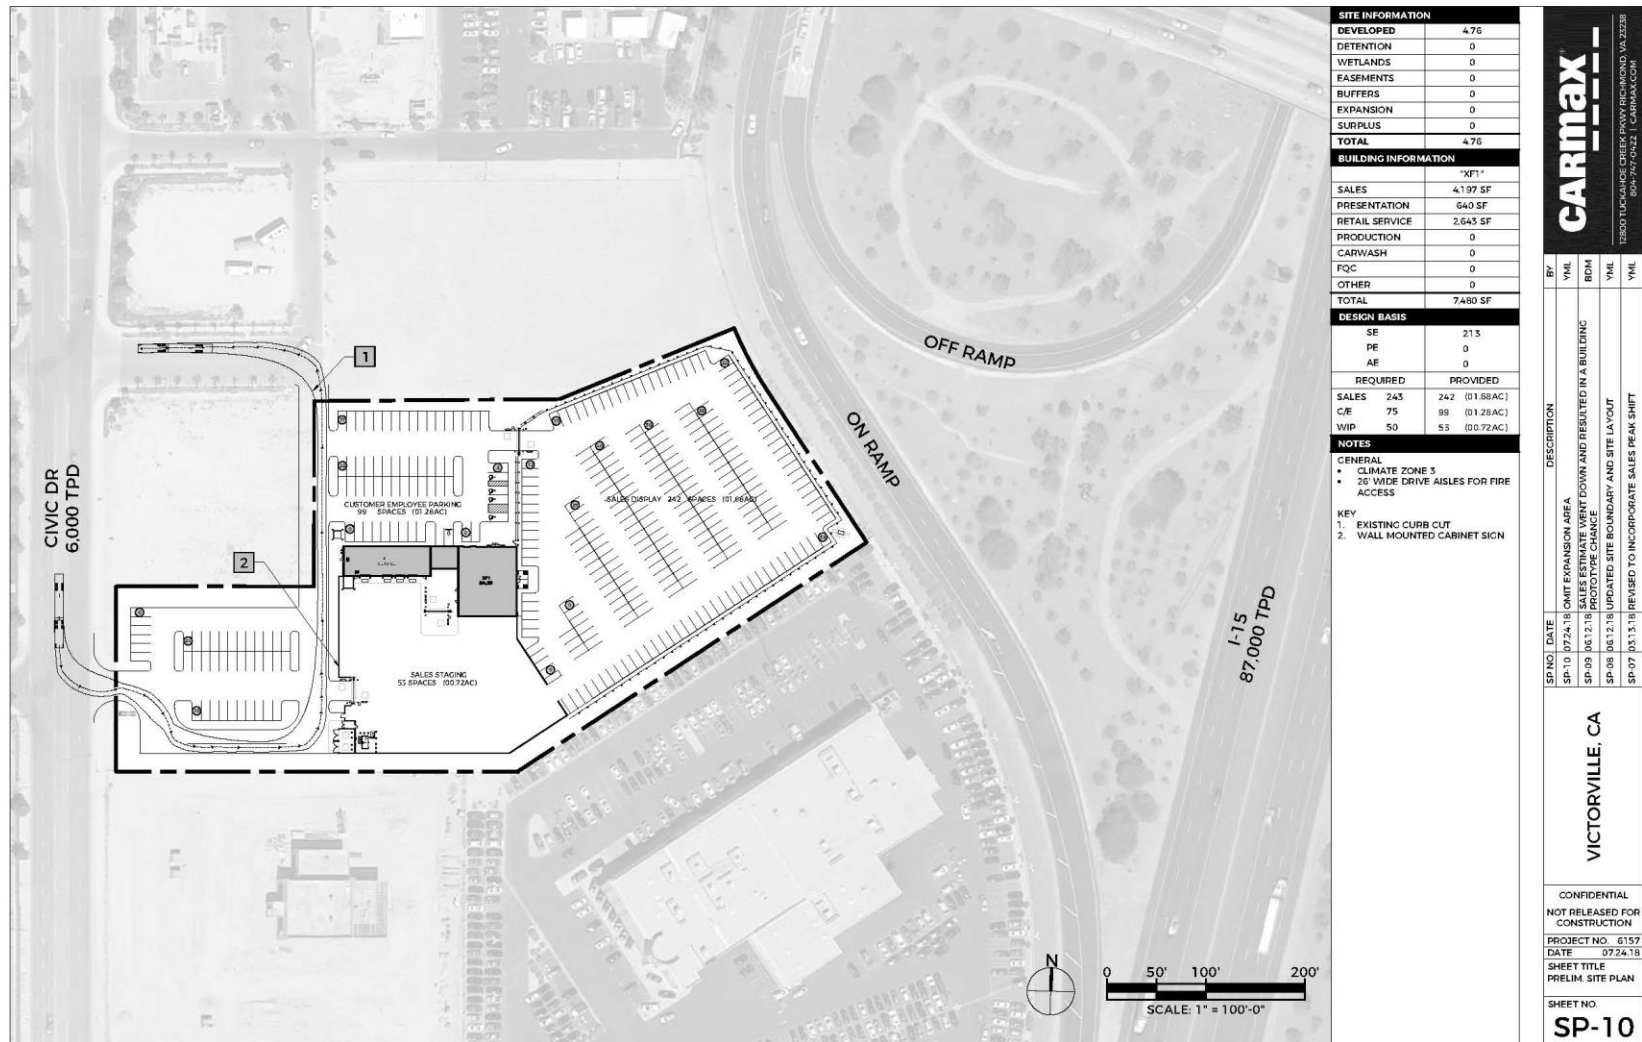 CIVIC DR
6,000 TPD
1
2
CUSTOMER EMPLOYEE PARKING
99 SPACES (01.28AC)
SALES DISPLAY 242 SPACES (01.68AC)
SALES STAGING
53 SPACES (00.72AC)
OFF RAMP
ON RAMP
I-15
87,000 TPD
N
0 50' 100' 200'
SCALE: 1" = 100'-0"
SITE INFORMATION
DEVELOPED 4.76
DETENTION 0
WETLANDS 0
EASEMENTS 0
BUFFERS 0
EXPANSION 0
SURPLUS 0
TOTAL 4.76
BUILDING INFORMATION
"XF1"
SALES 4,197 SF
PRESENTATION 640 SF
RETAIL SERVICE 2,643 SF
PRODUCTION 0
CARWASH 0
FQC 0
OTHER 0
TOTAL 7,480 SF
DESIGN BASIS
SE 213
PE 0
AE 0
REQUIRED PROVIDED
SALES 243 242 (01.68AC)
C/E 75 99 (01.28AC)
WIP 50 53 (00.72AC)
NOTES
GENERAL
• CLIMATE ZONE 3
• 26' WIDE DRIVE AISLES FOR FIRE
ACCESS
KEY
1. EXISTING CURB CUT
2. WALL MOUNTED CABINET SIGN
CARMAX
12800 TUCKAHOE CREEK PKWY RICHMOND, VA 23238
804-747-0422 | CARMAX.COM
SP NO. DATE DESCRIPTION BY
SP-10 07.24.18 OMIT EXPANSION AREA YML
SP-09 06.12.18 SALES ESTIMATE WENT DOWN AND RESULTED IN A BUILDING
PROTOTYPE CHANGE BDM
SP-08 06.12.18 UPDATED SITE BOUNDARY AND SITE LAYOUT YML
SP-07 03.13.18 REVISED TO INCORPORATE SALES PEAK SHIFT YML
VICTORVILLE, CA
CONFIDENTIAL
NOT RELEASED FOR
CONSTRUCTION
PROJECT NO. 6157
DATE 07.24.18
SHEET TITLE
PRELIM. SITE PLAN
SHEET NO.
SP-10